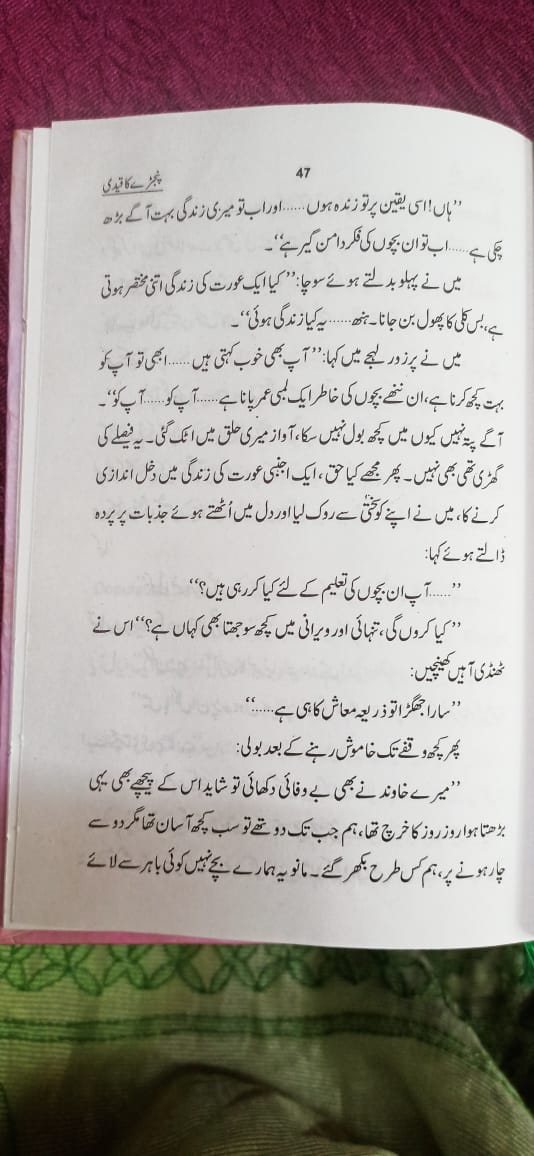 47
پنجڑے کا قیدی
’’ہاں! اسی یقین پر تو زندہ ہوں......اور اب تو میری زندگی بہت آگے بڑھ
چکی ہے......اب تو ان بچوں کی فکر دامن گیر ہے‘‘۔
میں نے پہلو بدلتے ہوئے سوچا: ’’کیا ایک عورت کی زندگی اتنی مختصر ہوتی
ہے، بس کلی کا پھول بن جانا۔ ہنھ......یہ کیا زندگی ہوئی‘‘۔
میں نے پرزور لہجے میں کہا: ’’آپ بھی خوب کہتی ہیں......ابھی تو آپ کو
بہت کچھ کرنا ہے، ان ننھے بچوں کی خاطر ایک لمبی عمر پانا ہے......آپ کو......آپ کو‘‘۔
آگے پتہ نہیں کیوں میں کچھ بول نہیں سکا، آواز میری حلق میں اٹک گئی۔ یہ فیصلے کی
گھڑی تھی بھی نہیں۔ پھر مجھے کیا حق، ایک اجنبی عورت کی زندگی میں دخل اندازی
کرنے کا، میں نے اپنے کو سختی سے روک لیا اور دل میں اُٹھتے ہوئے جذبات پر پردہ
ڈالتے ہوئے کہا:
’’......آپ ان بچوں کی تعلیم کے لئے کیا کر رہی ہیں؟‘‘
’’کیا کروں گی، تنہائی اور ویرانی میں کچھ سوجھتا بھی کہاں ہے؟‘‘ اس نے
ٹھنڈی آہیں کھینچیں:
’’سارا جھگڑا تو ذریعہ معاش کا ہی ہے......‘‘
پھر کچھ وقفے تک خاموش رہنے کے بعد بولی:
’’میرے خاوند نے بھی بے وفائی دکھائی تو شاید اس کے پیچھے بھی یہی
بڑھتا ہوا روز روز کا خرچ تھا، ہم جب تک دو تھے تو سب کچھ آسان تھا مگر دو سے
چار ہونے پر، ہم کس طرح بکھر گئے۔ مانو یہ ہمارے بچے نہیں کوئی باہر سے لائے